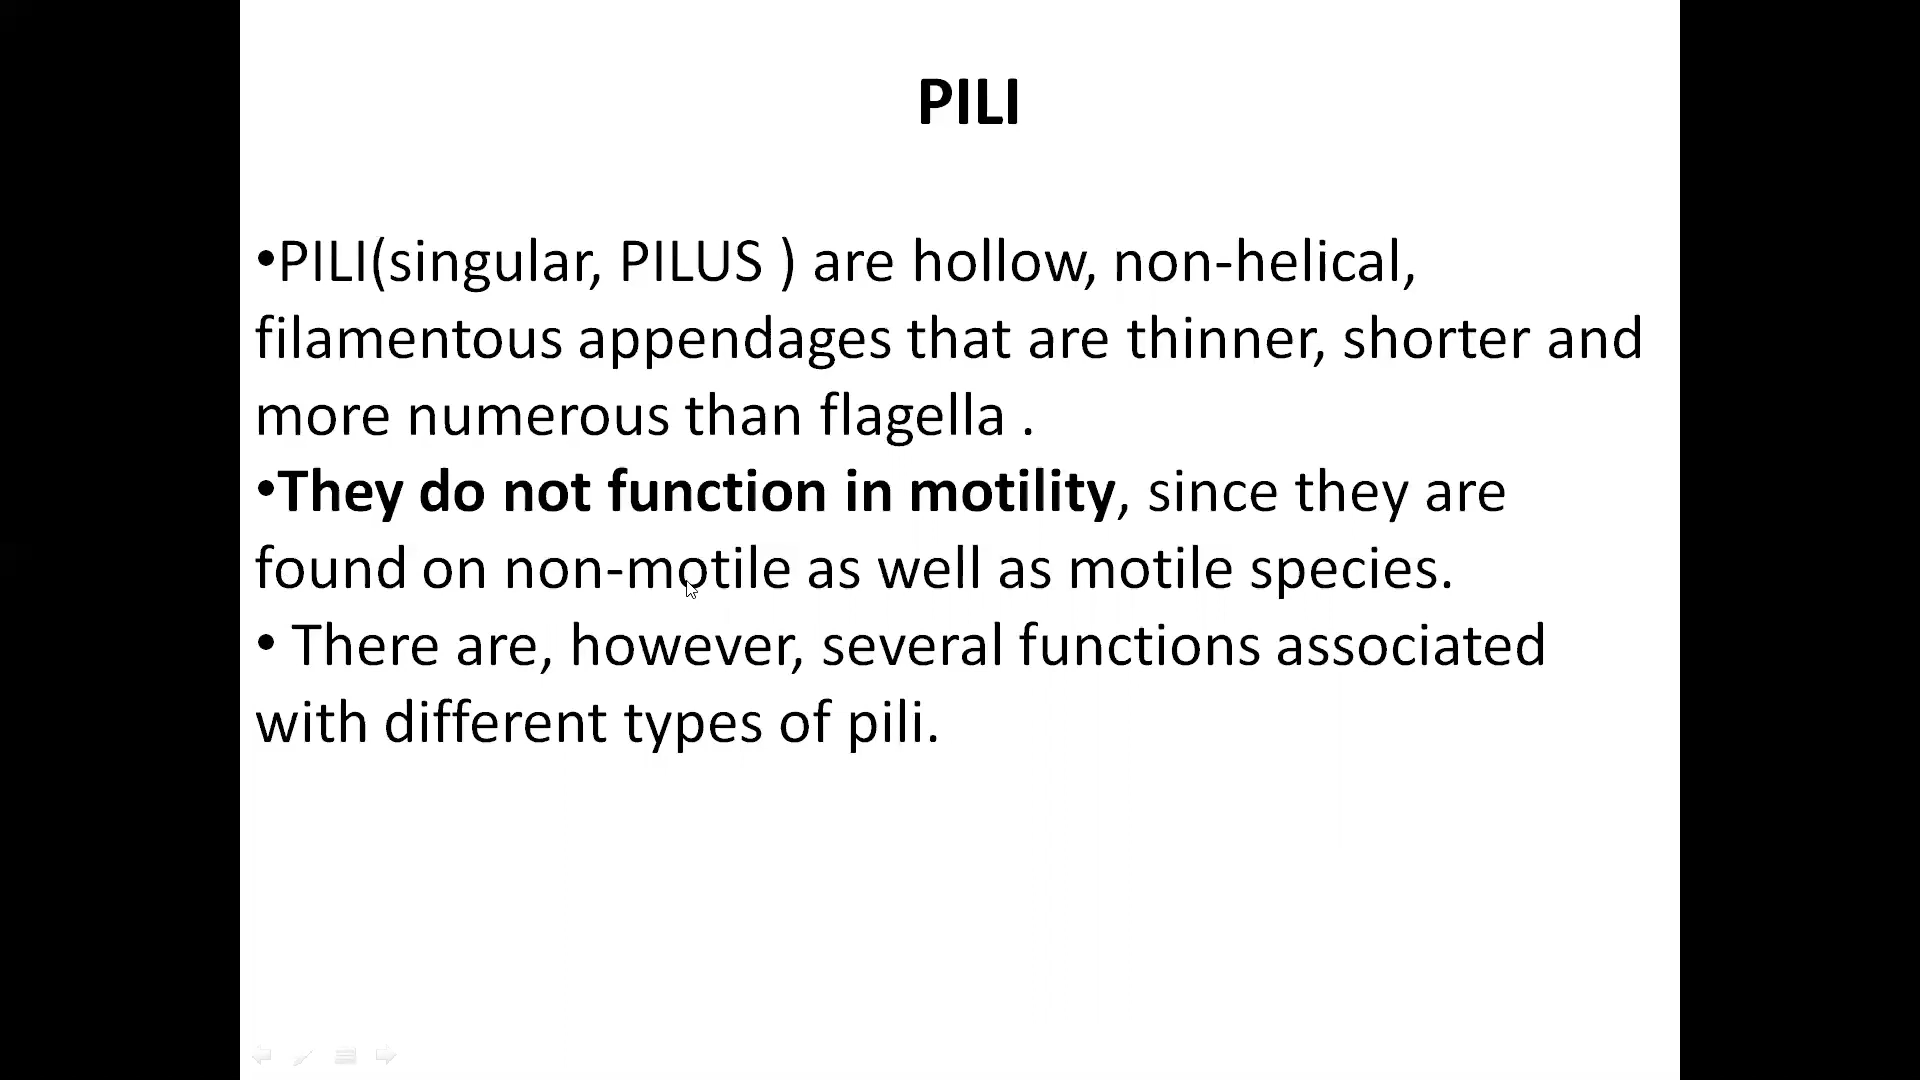 PILI
•PILI(singular, PILUS ) are hollow, non-helical,
filamentous appendages that are thinner, shorter and
more numerous than flagella .
•They do not function in motility, since they are
found on non-motile as well as motile species.
• There are, however, several functions associated
with different types of pili.